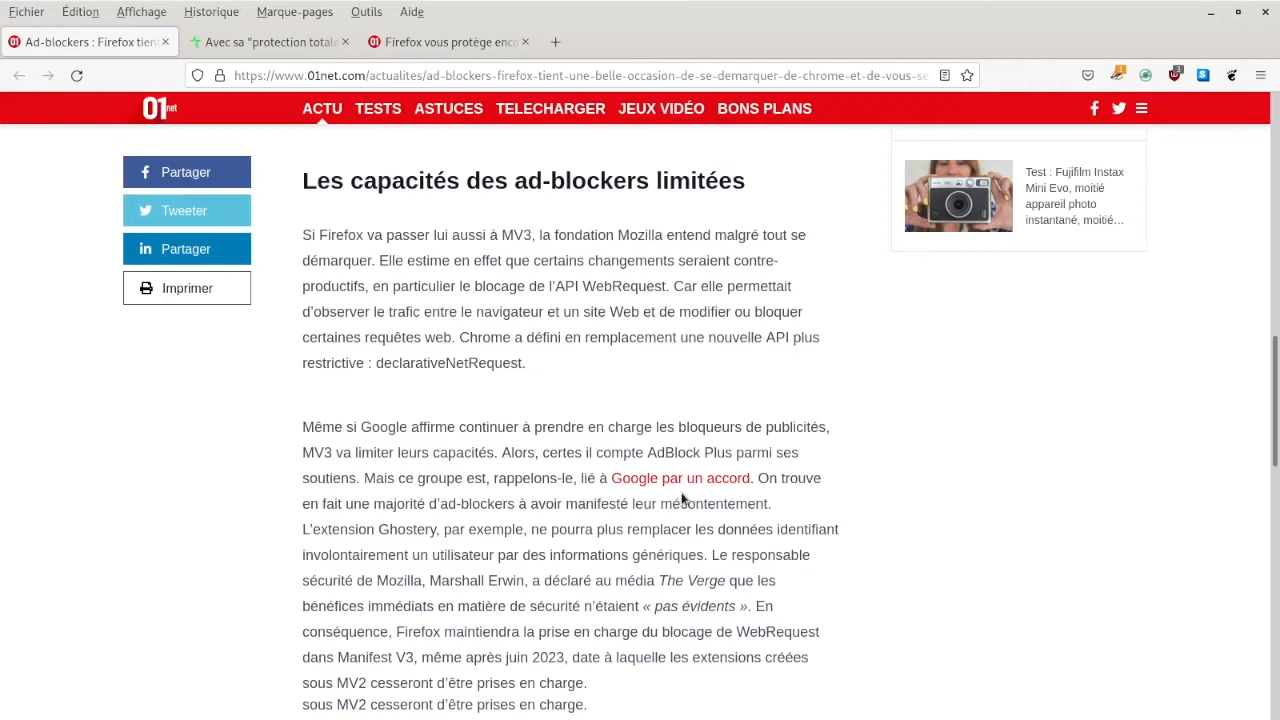 Fichier Édition Affichage Historique Marque-pages Outils Aide
Ad-blockers : Firefox tien
Avec sa "protection totale
Firefox vous protège enco
https://www.01net.com/actualites/ad-blockers-firefox-tient-une-belle-occasion-de-se-demarquer-de-chrome-et-de-vous-se
01net ACTU TESTS ASTUCES TELECHARGER JEUX VIDÉO BONS PLANS
Partager
Tweeter
Partager
Imprimer
Les capacités des ad-blockers limitées
Si Firefox va passer lui aussi à MV3, la fondation Mozilla entend malgré tout se
démarquer. Elle estime en effet que certains changements seraient contre-
productifs, en particulier le blocage de l’API WebRequest. Car elle permettait
d’observer le trafic entre le navigateur et un site Web et de modifier ou bloquer
certaines requêtes web. Chrome a défini en remplacement une nouvelle API plus
restrictive : declarativeNetRequest.
Même si Google affirme continuer à prendre en charge les bloqueurs de publicités,
MV3 va limiter leurs capacités. Alors, certes il compte AdBlock Plus parmi ses
soutiens. Mais ce groupe est, rappelons-le, lié à Google par un accord. On trouve
en fait une majorité d’ad-blockers à avoir manifesté leur mécontentement.
L’extension Ghostery, par exemple, ne pourra plus remplacer les données identifiant
involontairement un utilisateur par des informations génériques. Le responsable
sécurité de Mozilla, Marshall Erwin, a déclaré au média The Verge que les
bénéfices immédiats en matière de sécurité n’étaient « pas évidents ». En
conséquence, Firefox maintiendra la prise en charge du blocage de WebRequest
dans Manifest V3, même après juin 2023, date à laquelle les extensions créées
sous MV2 cesseront d’être prises en charge.
sous MV2 cesseront d’être prises en charge.
Test : Fujifilm Instax
Mini Evo, moitié
appareil photo
instantané, moitié…